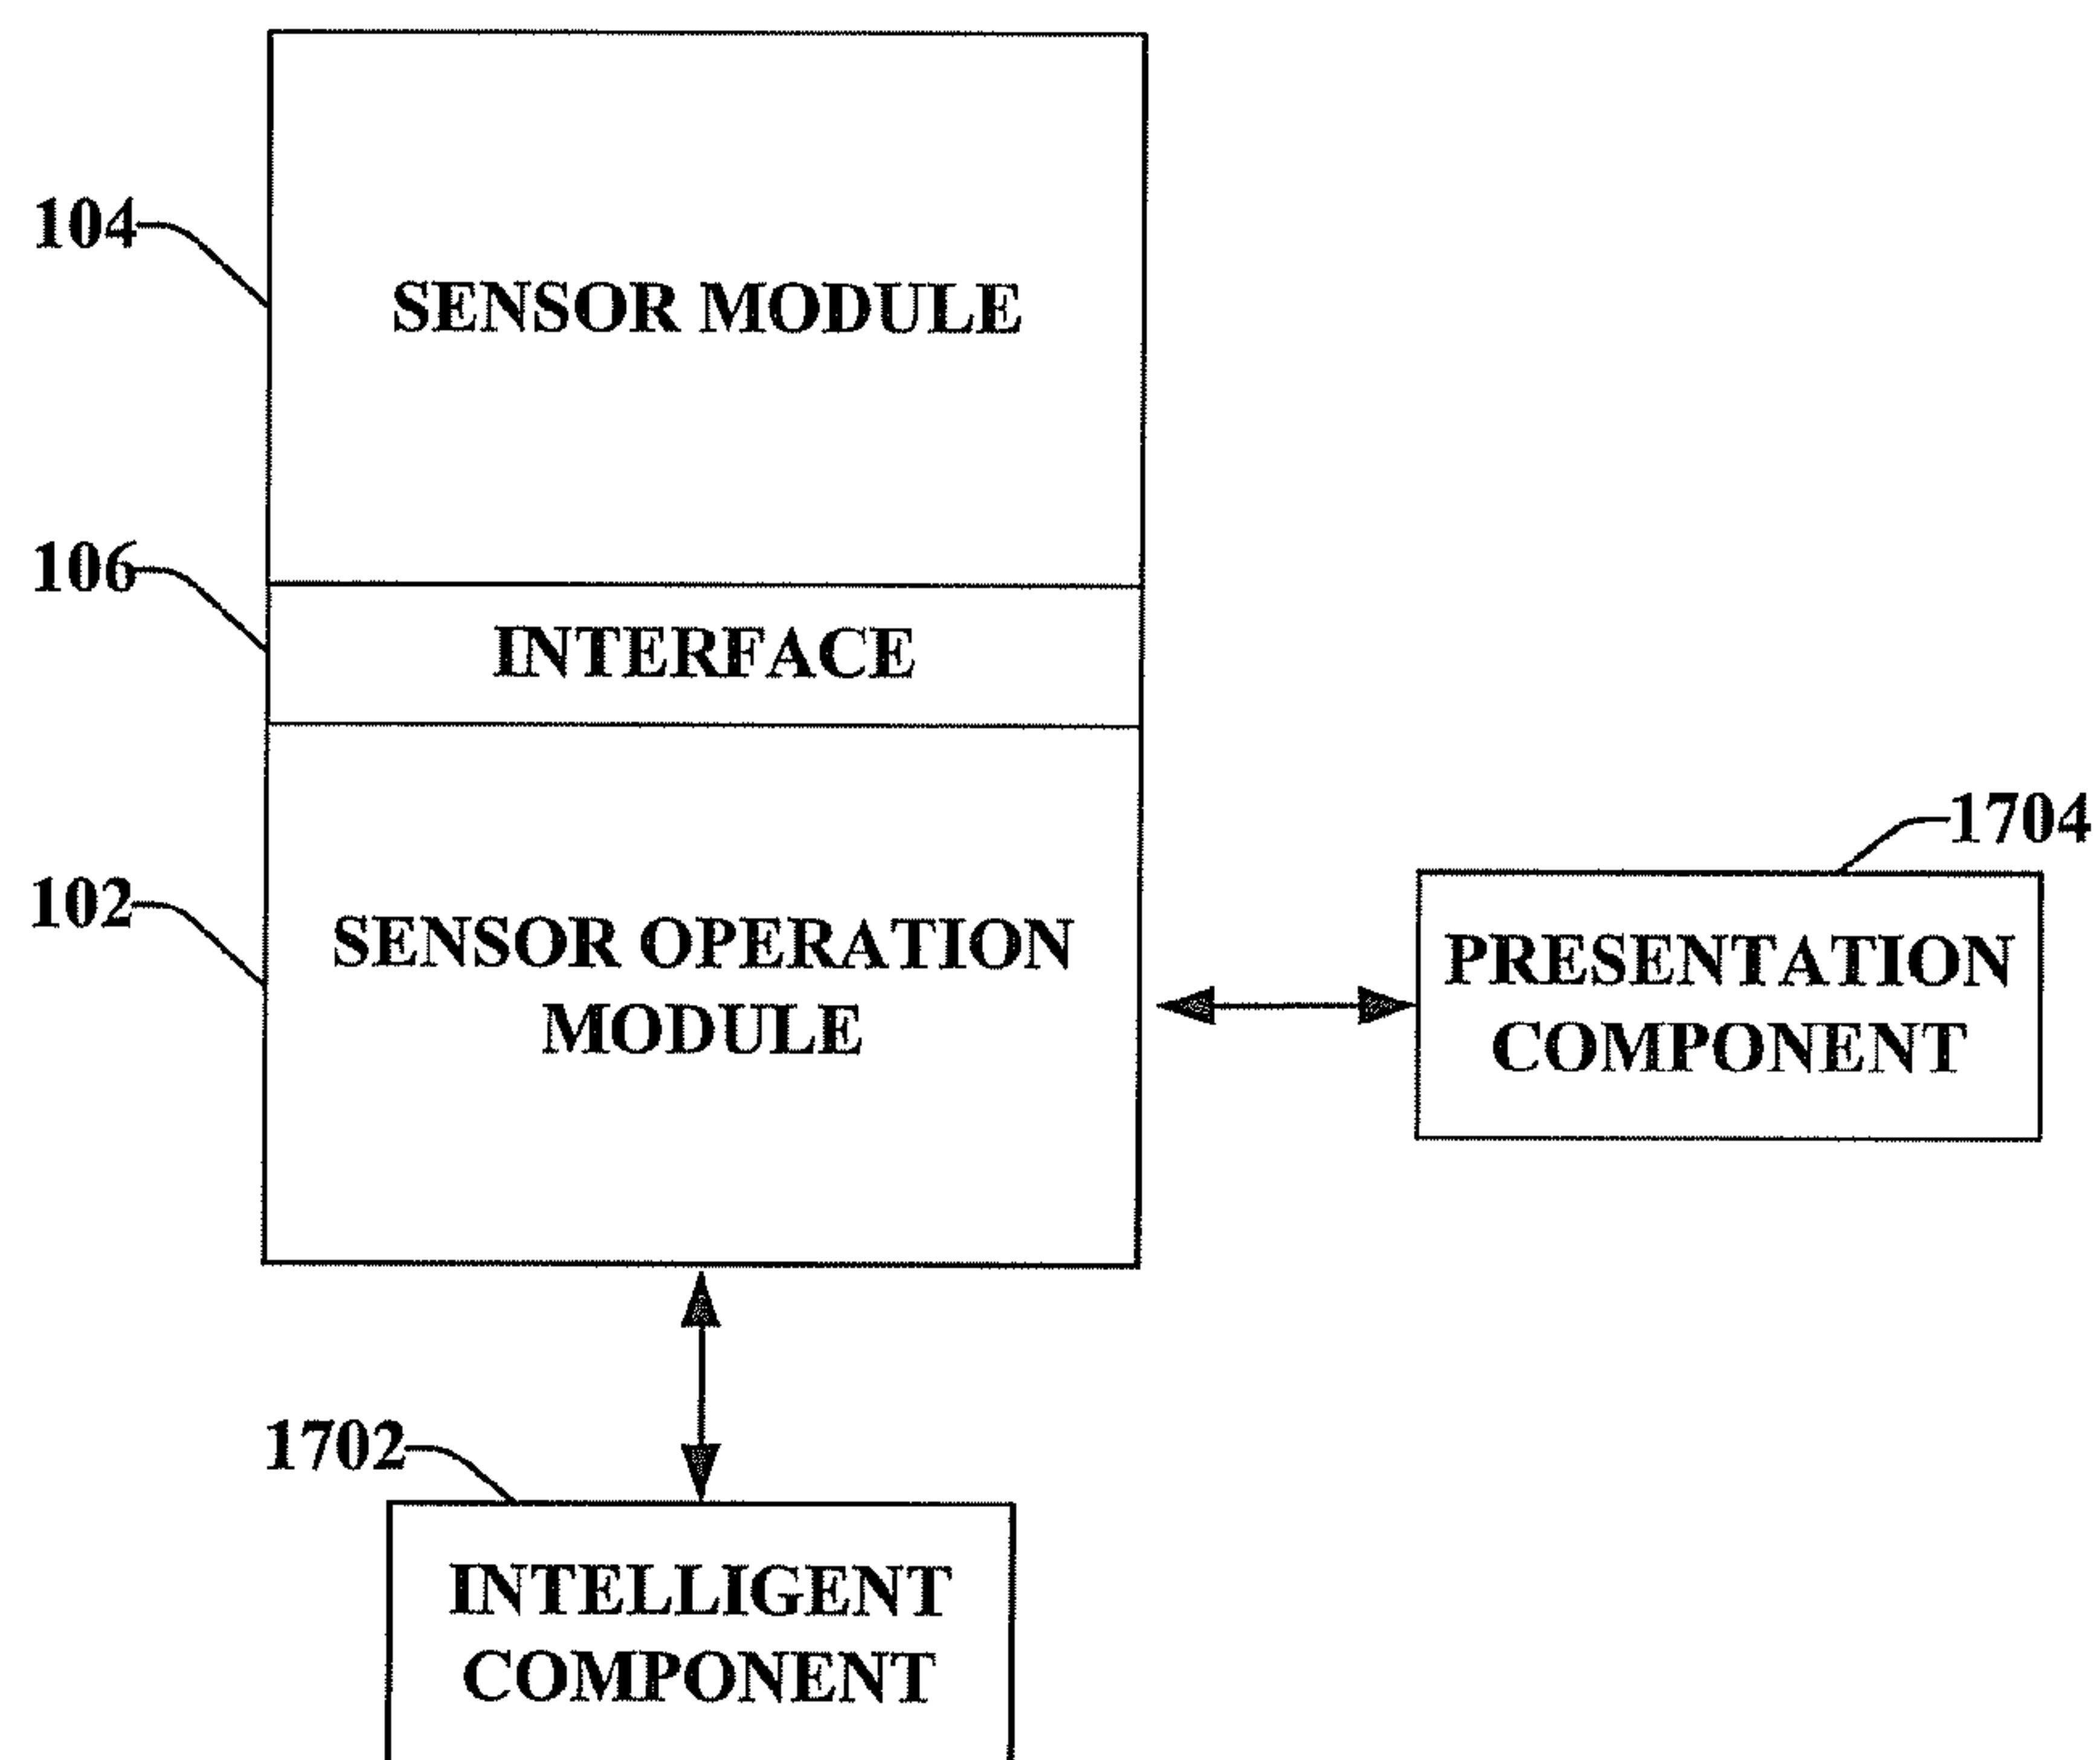 104
SENSOR MODULE
106
INTERFACE
102
SENSOR OPERATION
MODULE
1704
PRESENTATION
COMPONENT
1702
INTELLIGENT
COMPONENT